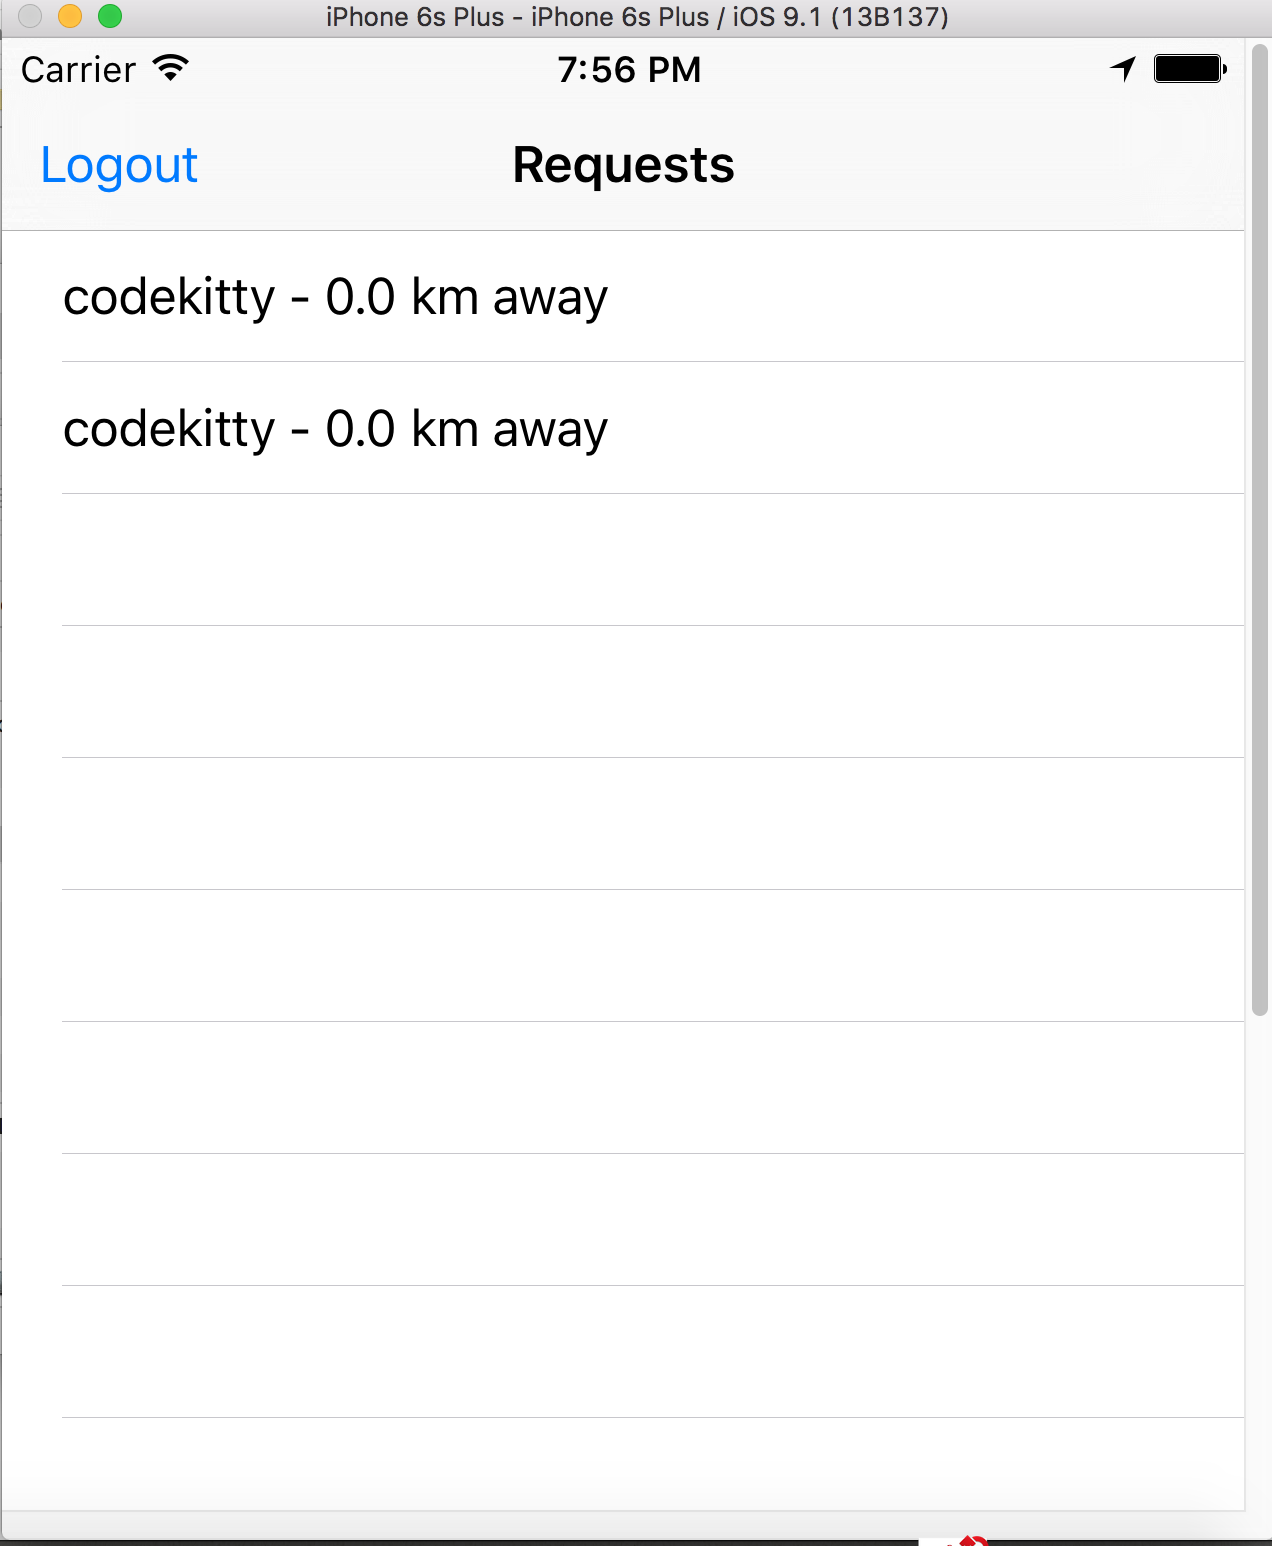 iPhone 6s Plus - iPhone 6s Plus / iOS 9.1 (13B137)
Carrier 7:56 PM
Logout Requests
codekitty - 0.0 km away
codekitty - 0.0 km away